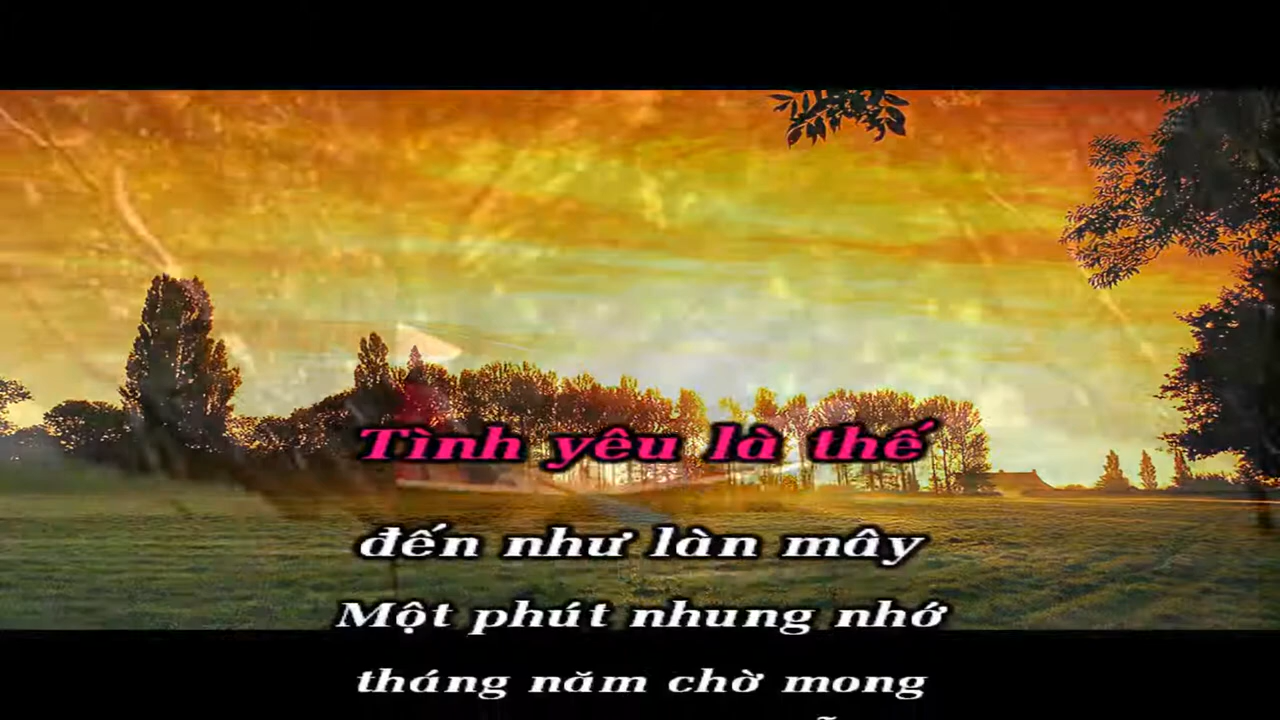 Tình yêu là thế
đến như làn mây
Một phút nhung nhớ
tháng năm chờ mong